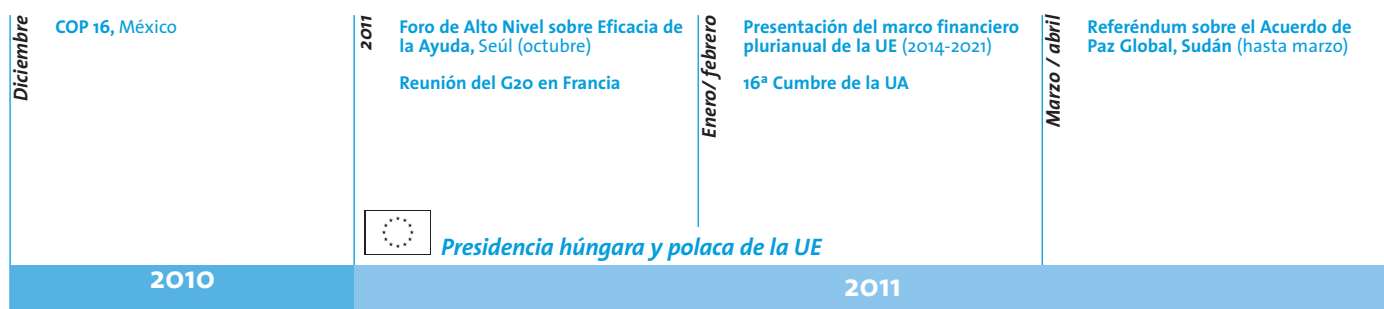 Diciembre
COP 16, México
2011
Foro de Alto Nivel sobre Eficacia de
la Ayuda, Seúl (octubre)
Reunión del G20 en Francia
Enero/ febrero
Presentación del marco financiero
plurianual de la UE (2014-2021)
16ª Cumbre de la UA
Marzo / abril
Referéndum sobre el Acuerdo de
Paz Global, Sudán (hasta marzo)
Presidencia húngara y polaca de la UE
2010
2011